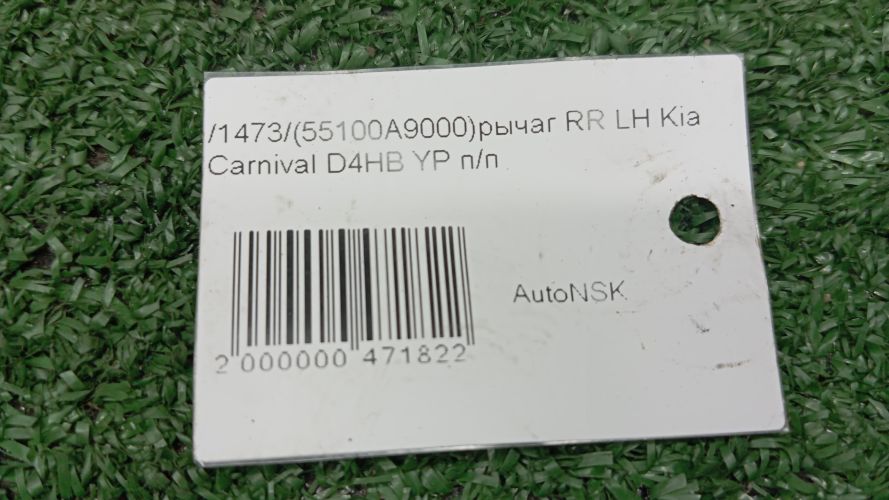 /1473/(55100A9000)рычаг RR LH Kia
Carnival D4HB YP п/п
AutoNSK
2 000000 471822